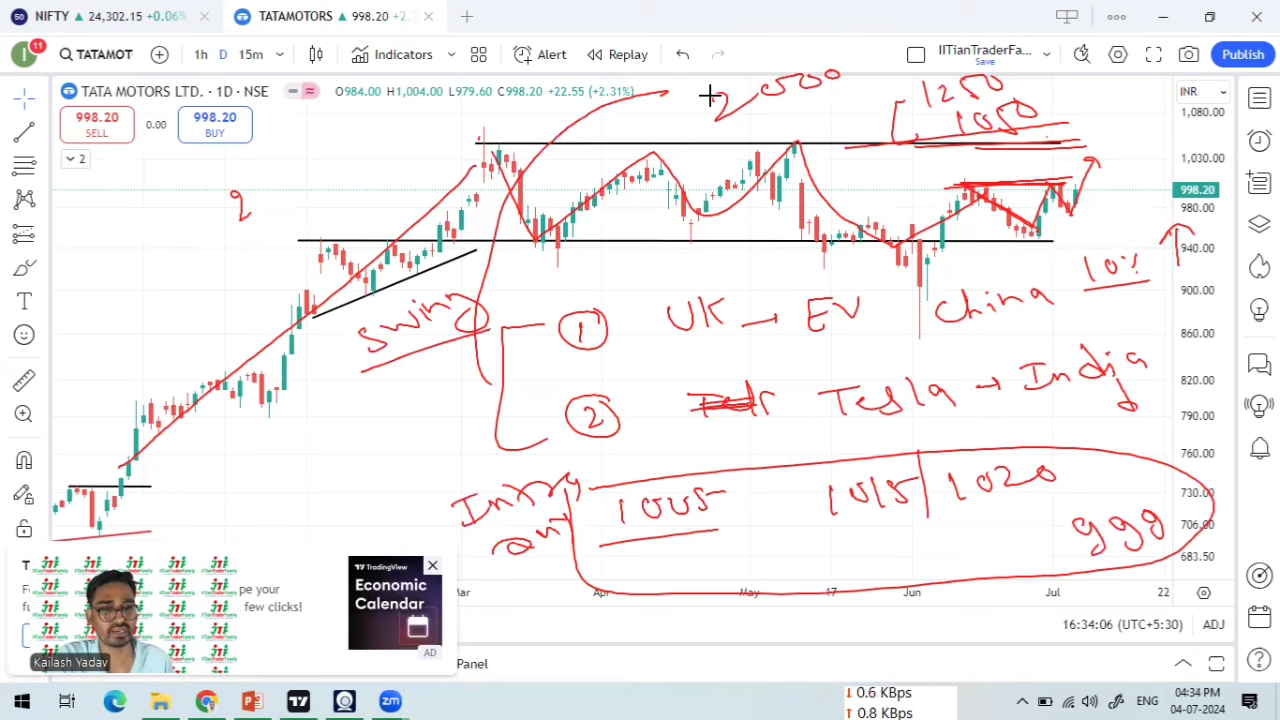 NIFTY ▲ 24,302.15 +0.06%
TATAMOTORS ▲ 998.20 +2.
11
TATAMOT
1h D 15m
Indicators
Alert
Replay
IITianTraderFa...
Save
Publish
TATA MOTORS LTD. · 1D · NSE
O984.00 H1,004.00 L979.60 C998.20 +22.55 (+2.31%)
INR
998.20
SELL
0.00
998.20
BUY
2
1250
1050
1,080.00
1,030.00
998.20
980.00
940.00
900.00
860.00
820.00
790.00
760.00
730.00
706.00
683.50
10%
Swing
1 UK → EV China
2 Tesla → India
Intra
1005 1015 1020
999
pe your
few clicks!
TradingView
Economic
Calendar
AD
Kailash Yadav
Mar Apr May 17 Jun Jul 22
16:34:06 (UTC+5:30) ADJ
Panel
0.6 KBps
0.8 KBps
ENG
04:34 PM
04-07-2024